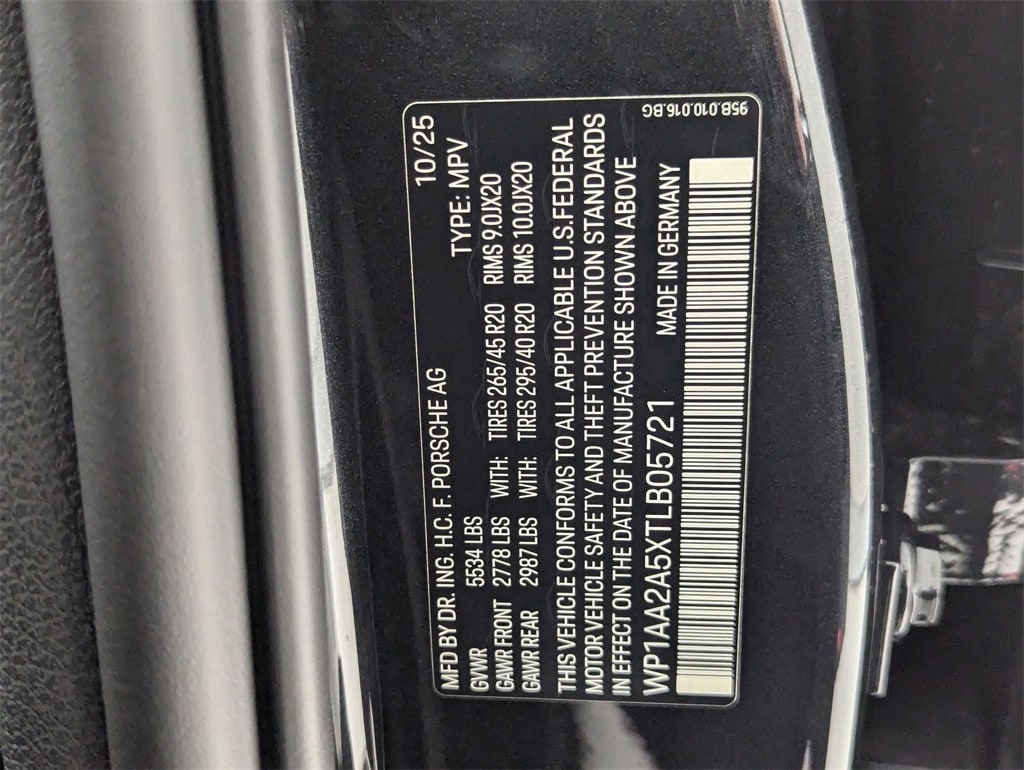 MFD BY DR. ING. H.C. F. PORSCHE AG 10/25
GVWR 5534 LBS TYPE: MPV
GAWR FRONT 2778 LBS WITH: TIRES 265/45 R20 RIMS 9.0JX20
GAWR REAR 2987 LBS WITH: TIRES 295/40 R20 RIMS 10.0JX20
THIS VEHICLE CONFORMS TO ALL APPLICABLE U.S.FEDERAL
MOTOR VEHICLE SAFETY AND THEFT PREVENTION STANDARDS
IN EFFECT ON THE DATE OF MANUFACTURE SHOWN ABOVE
WP1AA2A5XTLB05721 MADE IN GERMANY
95B.010.016.BG